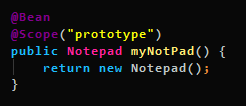 @Bean
@Scope("prototype")
public Notepad myNotPad() {
    return new Notepad();
}